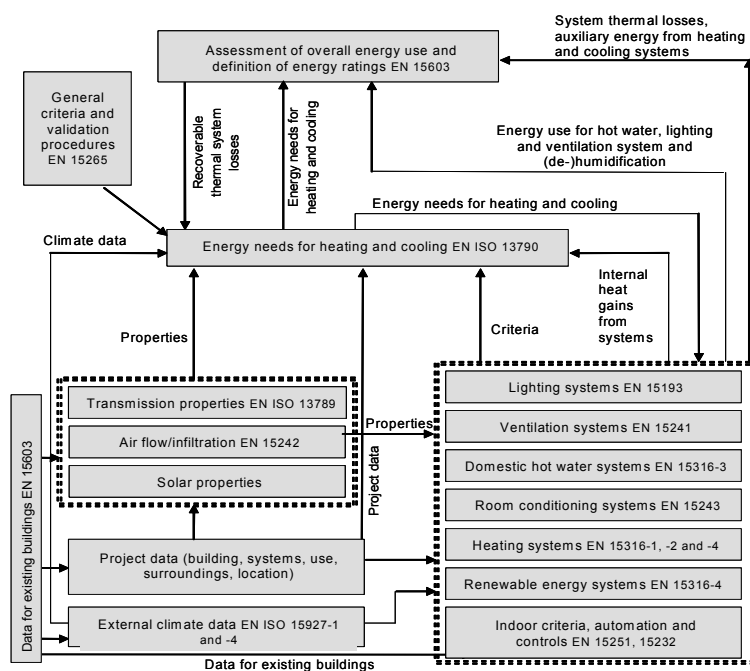 System thermal losses,
auxiliary energy from heating
and cooling systems
Assessment of overall energy use and
definition of energy ratings EN 15603
General
criteria and
validation
procedures
EN 15265
Recoverable
thermal system
losses
Energy needs for
heating and cooling
Energy use for hot water, lighting
and ventilation system and
(de-)humidification
Energy needs for heating and cooling
Climate data
Energy needs for heating and cooling EN ISO 13790
Internal
heat
gains
from
systems
Properties
Criteria
Transmission properties EN ISO 13789
Air flow/infiltration EN 15242
Solar properties
Properties
Project data
Lighting systems EN 15193
Ventilation systems EN 15241
Domestic hot water systems EN 15316-3
Room conditioning systems EN 15243
Heating systems EN 15316-1, -2 and -4
Renewable energy systems EN 15316-4
Indoor criteria, automation and
controls EN 15251, 15232
Data for existing buildings EN 15603
Project data (building, systems, use,
surroundings, location)
External climate data EN ISO 15927-1
and -4
Data for existing buildings